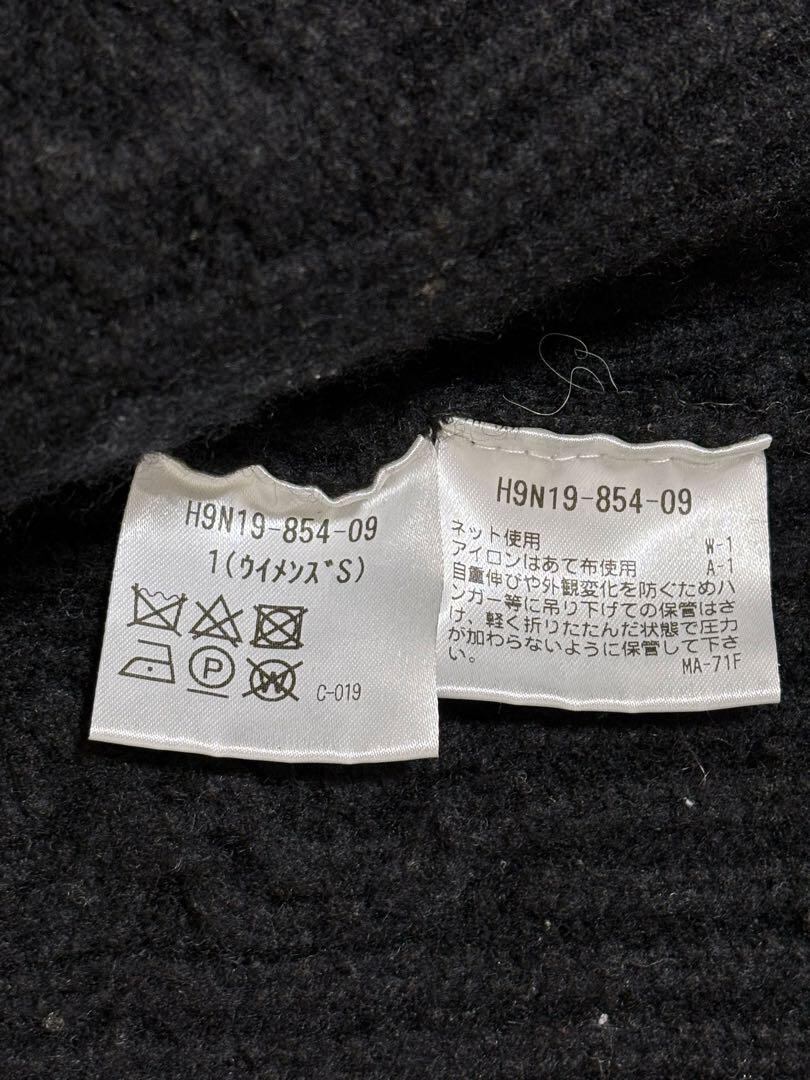 H9N19-854-09
1(ウイメンズS)
P
W
C-019
H9N19-854-09
ネット使用 W-1
アイロンはあて布使用 A-1
自重伸びや外観変化を防ぐためハ
ンガー等に吊り下げての保管はさ
け、軽く折りたたんだ状態で圧力
が加わらないように保管して下さ
い。
MA-71F